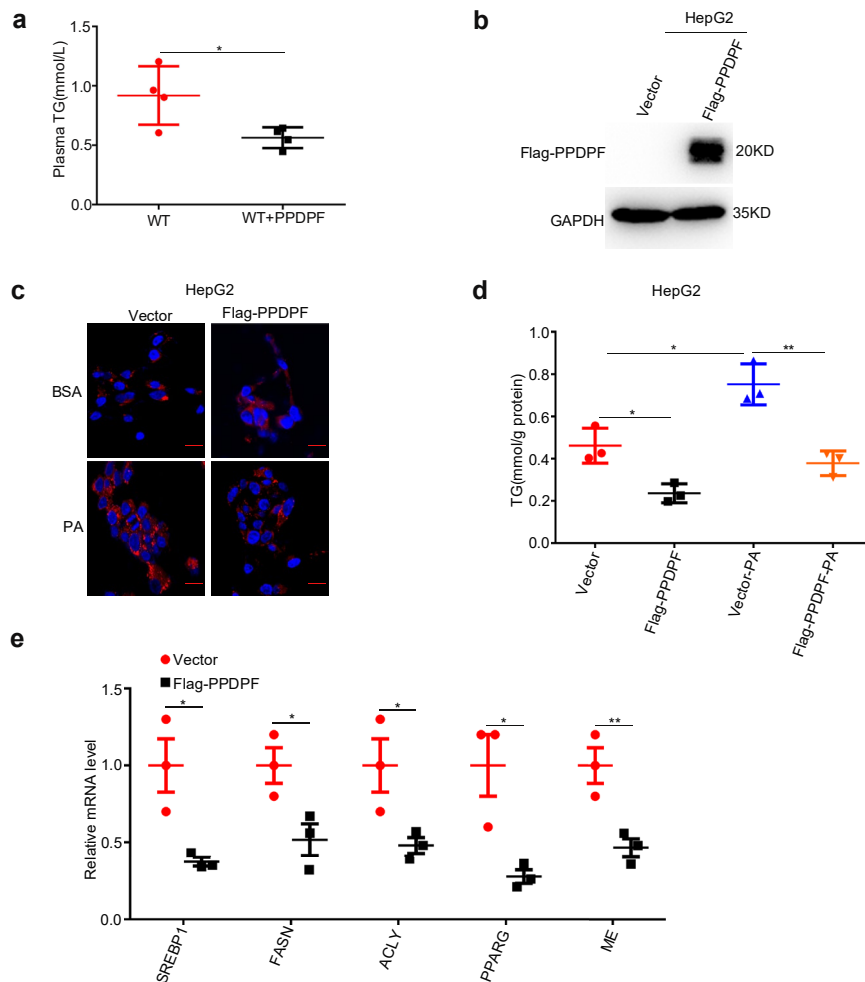 a
Plasma TG(mmol/L)
1.5
1.0
0.5
0.0
*
WT
WT+PPDPF
b
HepG2
Vector
Flag-PPDPF
Flag-PPDPF
20KD
GAPDH
35KD
c
HepG2
Vector
Flag-PPDPF
BSA
PA
d
HepG2
TG(mmol/g protein)
1.0
0.8
0.6
0.4
0.2
0.0
*
*
**
Vector
Flag-PPDPF
Vector-PA
Flag-PPDPF-PA
e
Vector
Flag-PPDPF
Relative mRNA level
1.5
1.0
0.5
0.0
*
*
*
*
**
SREBP1
FASN
ACLY
PPARG
ME